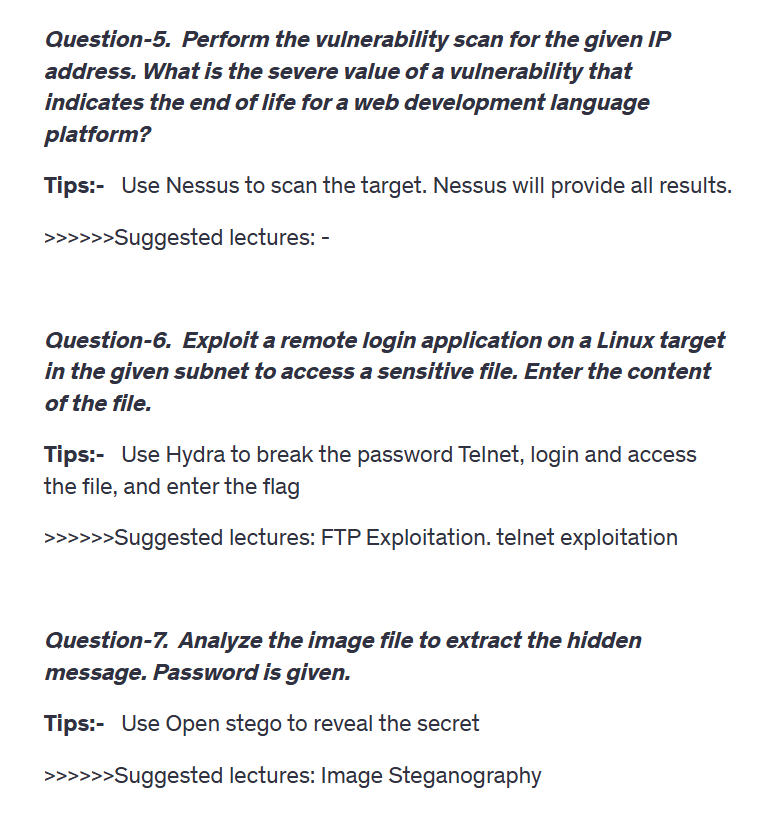 Question-5. Perform the vulnerability scan for the given IP
address. What is the severe value of a vulnerability that
indicates the end of life for a web development language
platform?
Tips:- Use Nessus to scan the target. Nessus will provide all results.
>>>>>>Suggested lectures: -
Question-6. Exploit a remote login application on a Linux target
in the given subnet to access a sensitive file. Enter the content
of the file.
Tips:- Use Hydra to break the password Telnet, login and access
the file, and enter the flag
>>>>>>Suggested lectures: FTP Exploitation. telnet exploitation
Question-7. Analyze the image file to extract the hidden
message. Password is given.
Tips:- Use Open stego to reveal the secret
>>>>>>Suggested lectures: Image Steganography